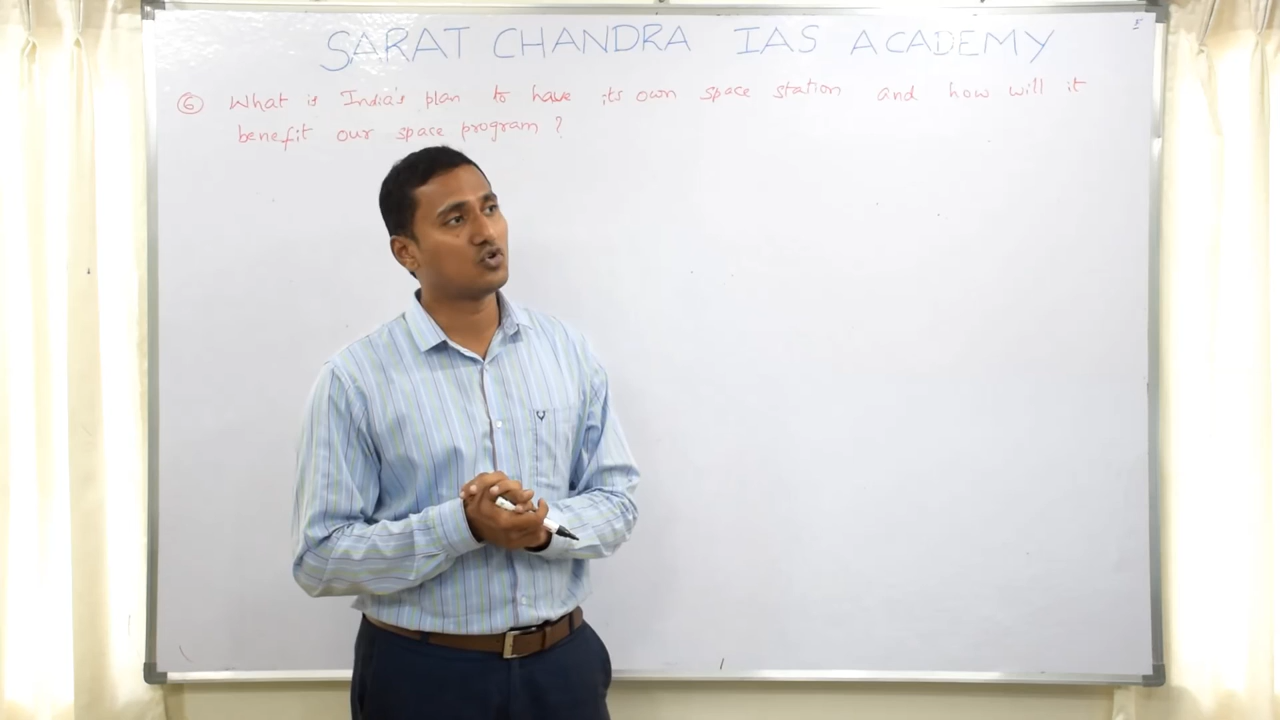 SARAT CHANDRA IAS ACADEMY
⑥ What is India's plan to have its own space station and how will it
benefit our space program ?